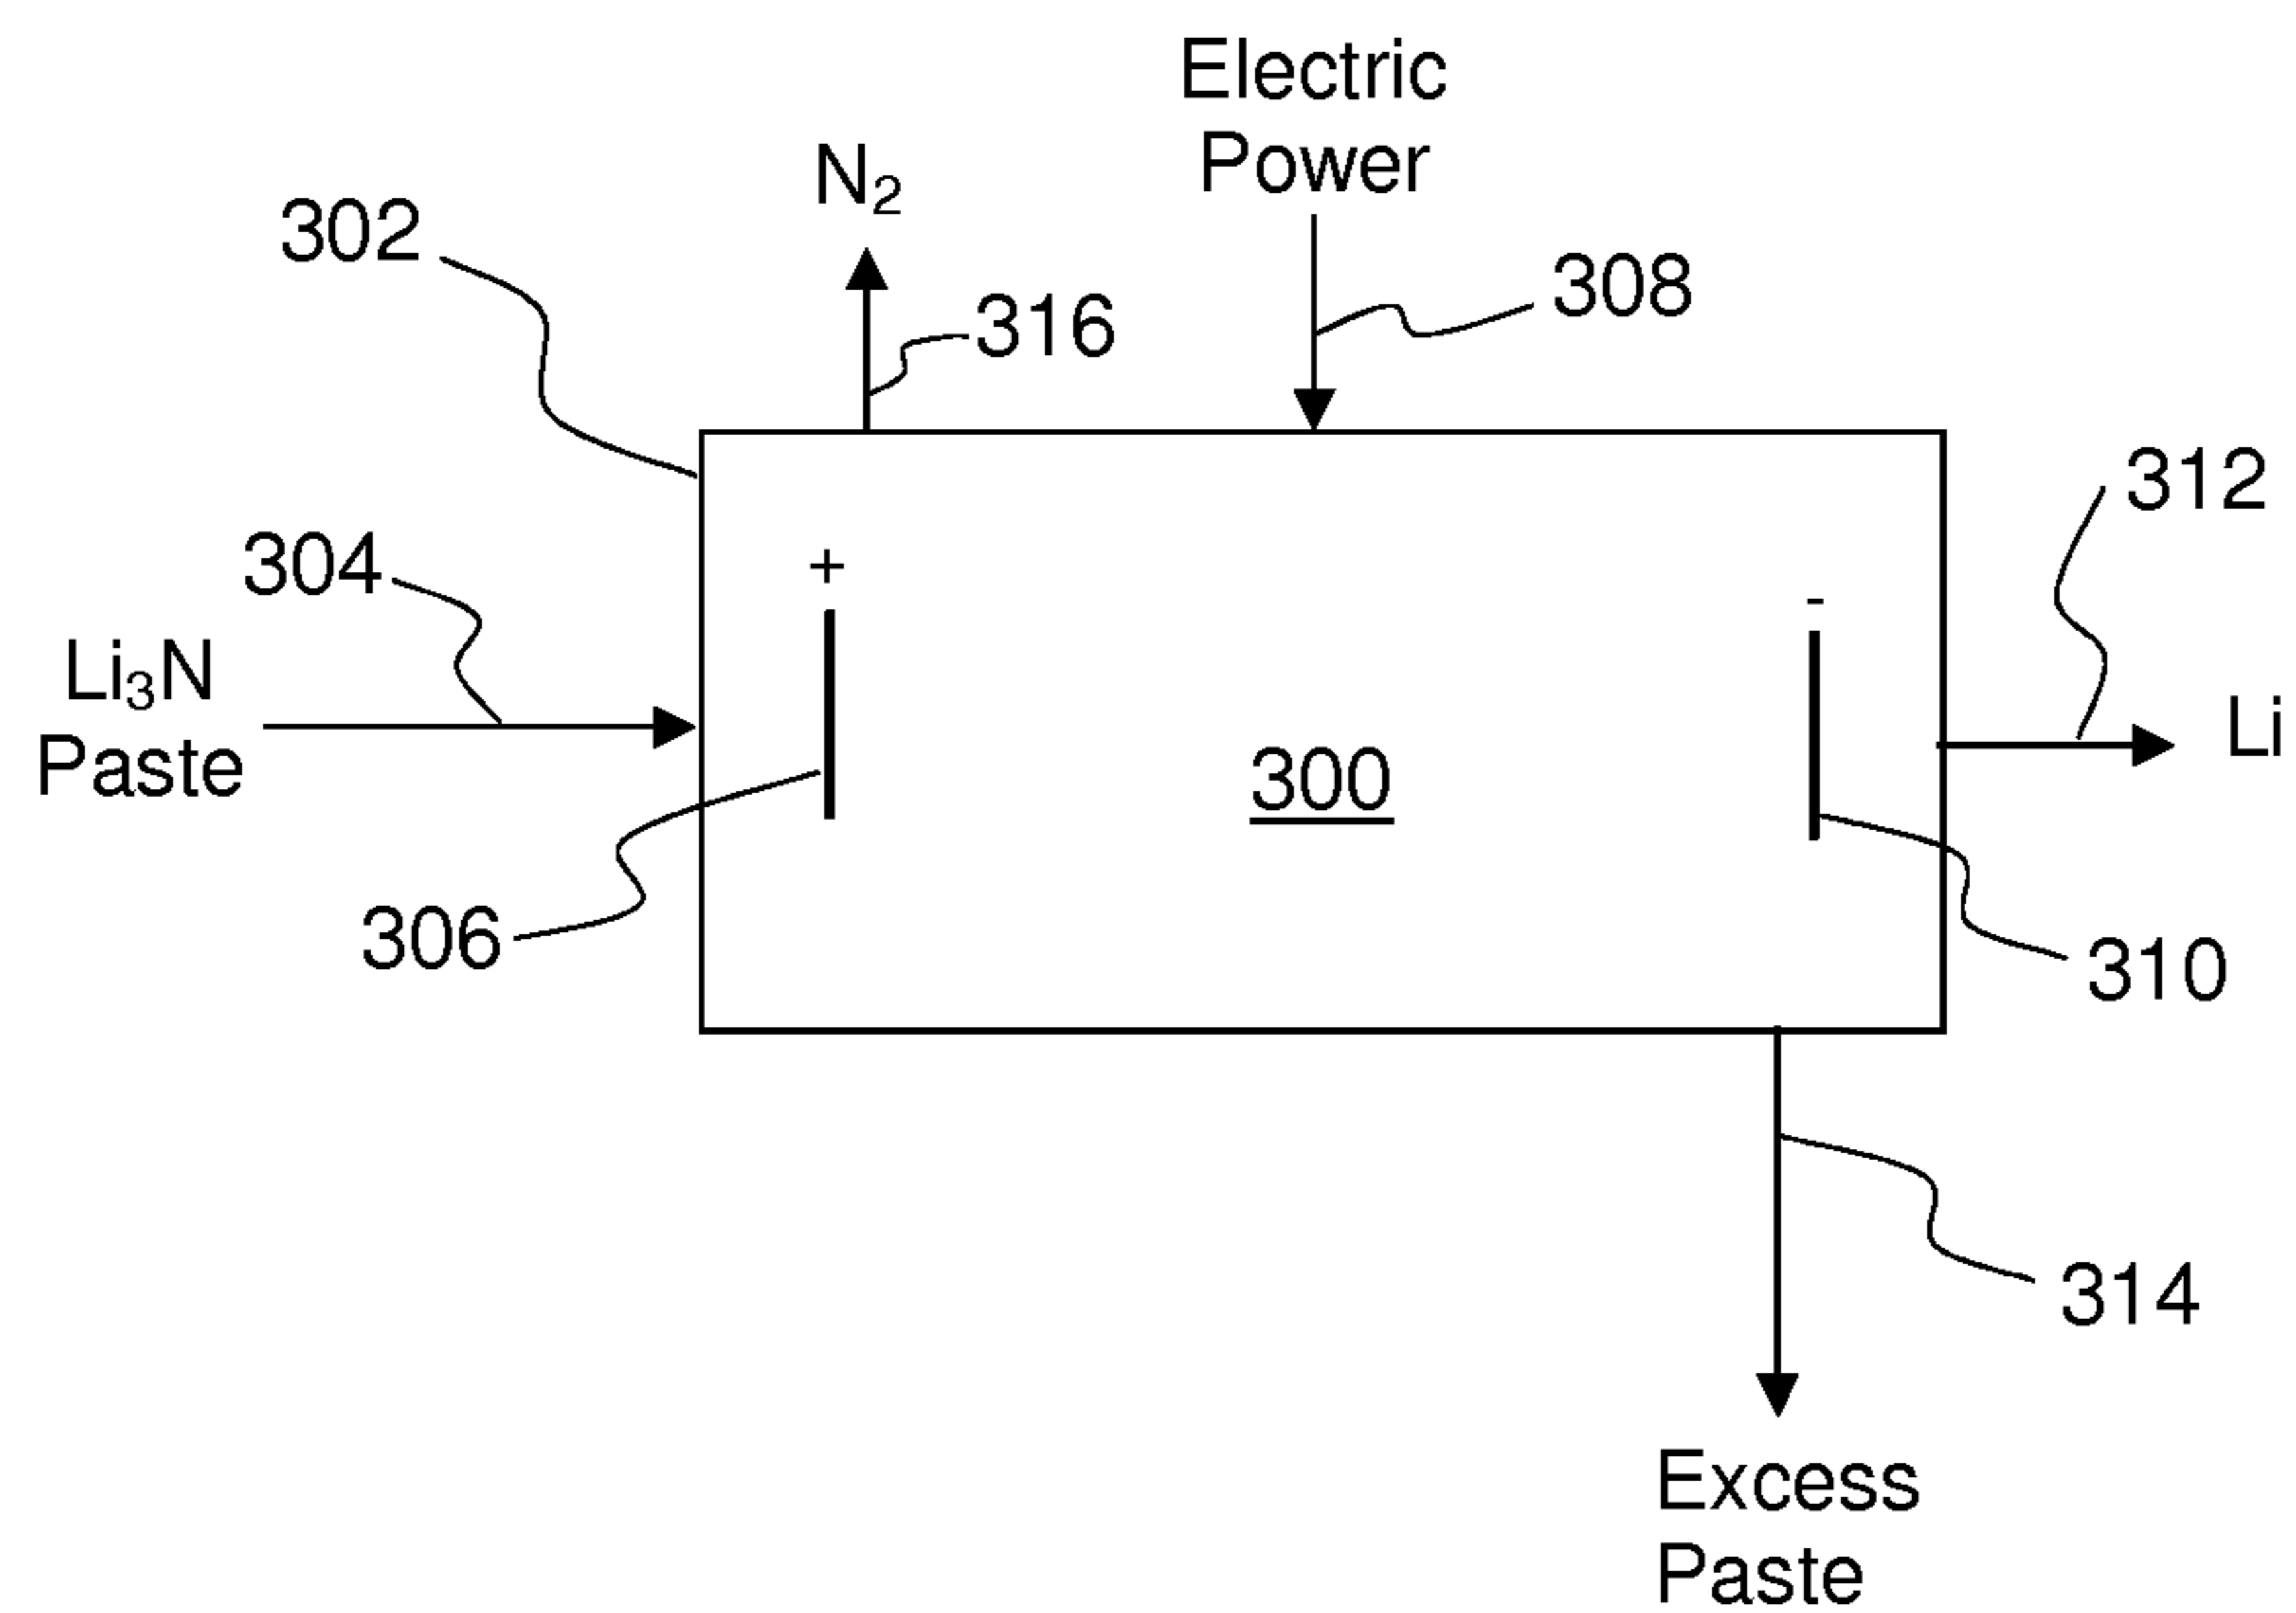 Electric
Power
N₂
302
308
316
312
304
+
-
Li₃N
Paste
Li
300
306
310
314
Excess
Paste